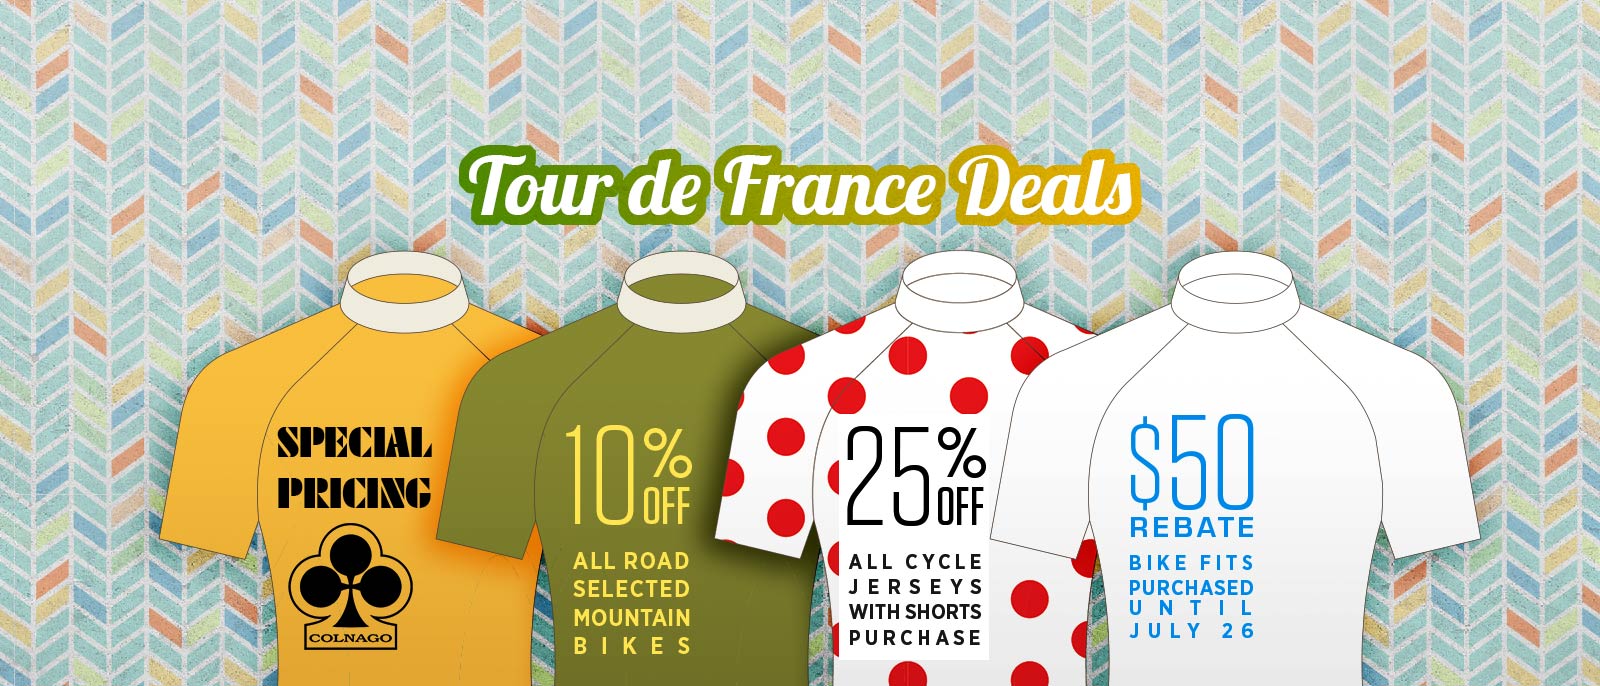 Tour de France Deals
SPECIAL
PRICING
COLNAGO
10%
OFF
ALL ROAD
SELECTED
MOUNTAIN
BIKES
25%
OFF
ALL CYCLE
JERSEYS
WITH SHORTS
PURCHASE
$50
REBATE
BIKE FITS
PURCHASED
UNTIL
JULY 26